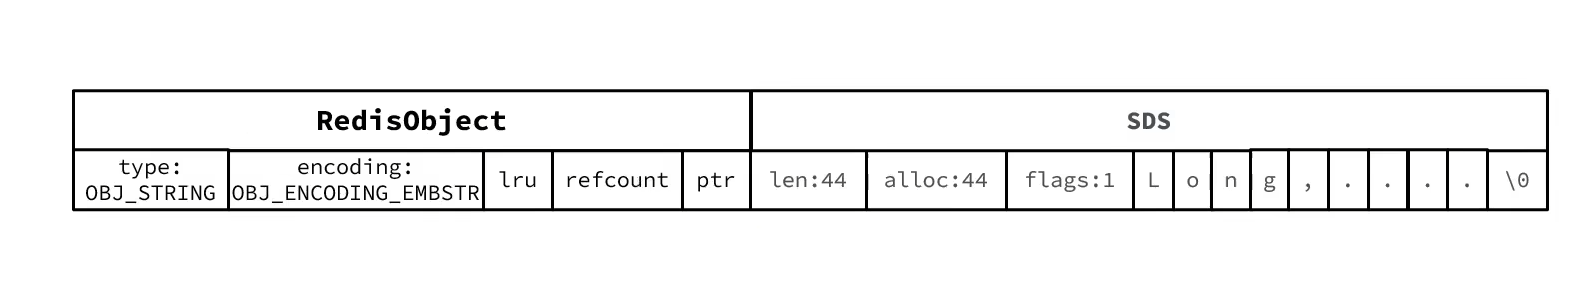 RedisObject SDS
type: OBJ_STRING encoding: OBJ_ENCODING_EMBSTR lru refcount ptr len:44 alloc:44 flags:1 L o n g , . . . . \0